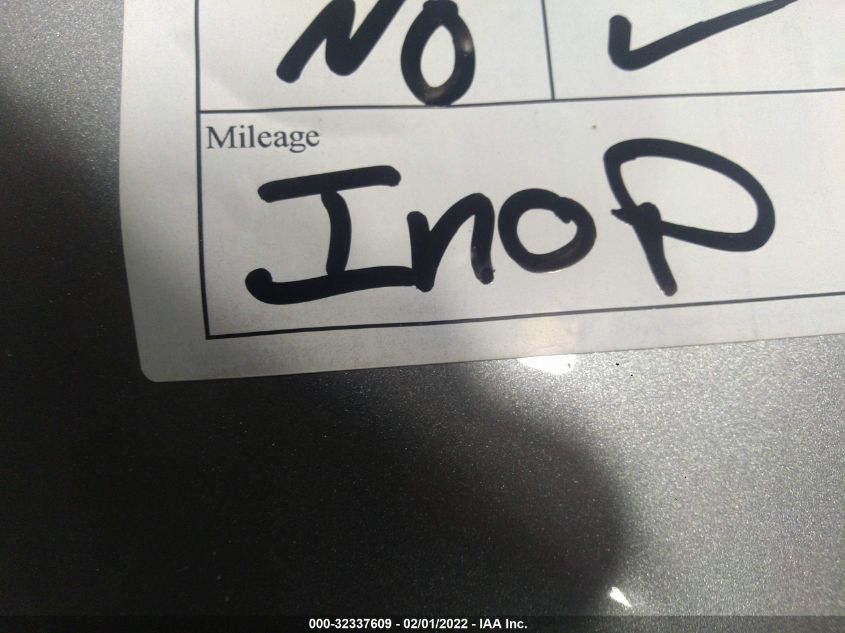 NO ✓
Mileage
InoP
000-32337609 - 02/01/2022 - IAA Inc.